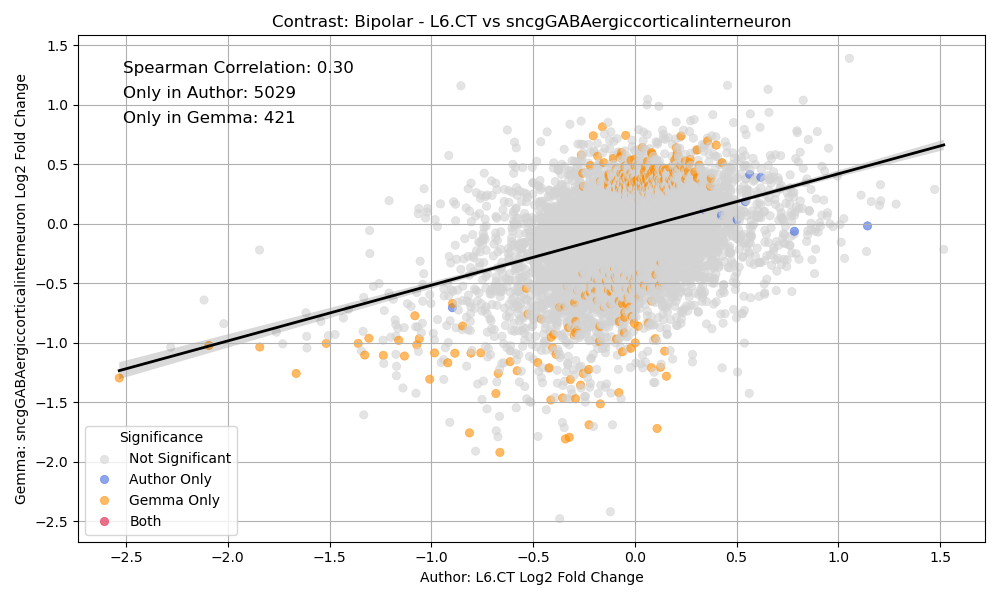 Contrast: Bipolar - L6.CT vs sncgGABAergiccorticalinterneuron
Spearman Correlation: 0.30
Only in Author: 5029
Only in Gemma: 421
Gemma: sncgGABAergiccorticalinterneuron Log2 Fold Change
1.5
1.0
0.5
0.0
−0.5
−1.0
−1.5
−2.0
−2.5
Significance
Not Significant
Author Only
Gemma Only
Both
−2.5 −2.0 −1.5 −1.0 −0.5 0.0 0.5 1.0 1.5
Author: L6.CT Log2 Fold Change